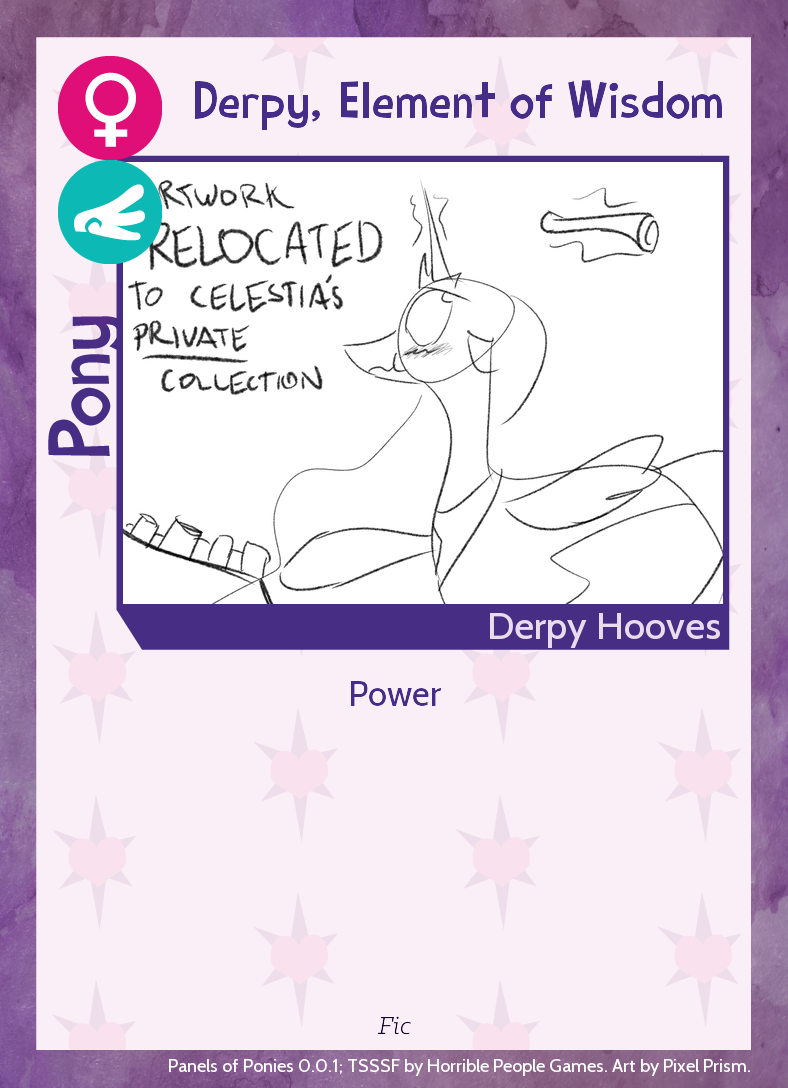 Derpy, Element of Wisdom
RTWORK
RELOCATED
TO CELESTIA'S
PRIVATE
COLLECTION
Pony
Derpy Hooves
Power
Fic
Panels of Ponies 0.0.1; TSSSF by Horrible People Games. Art by Pixel Prism.